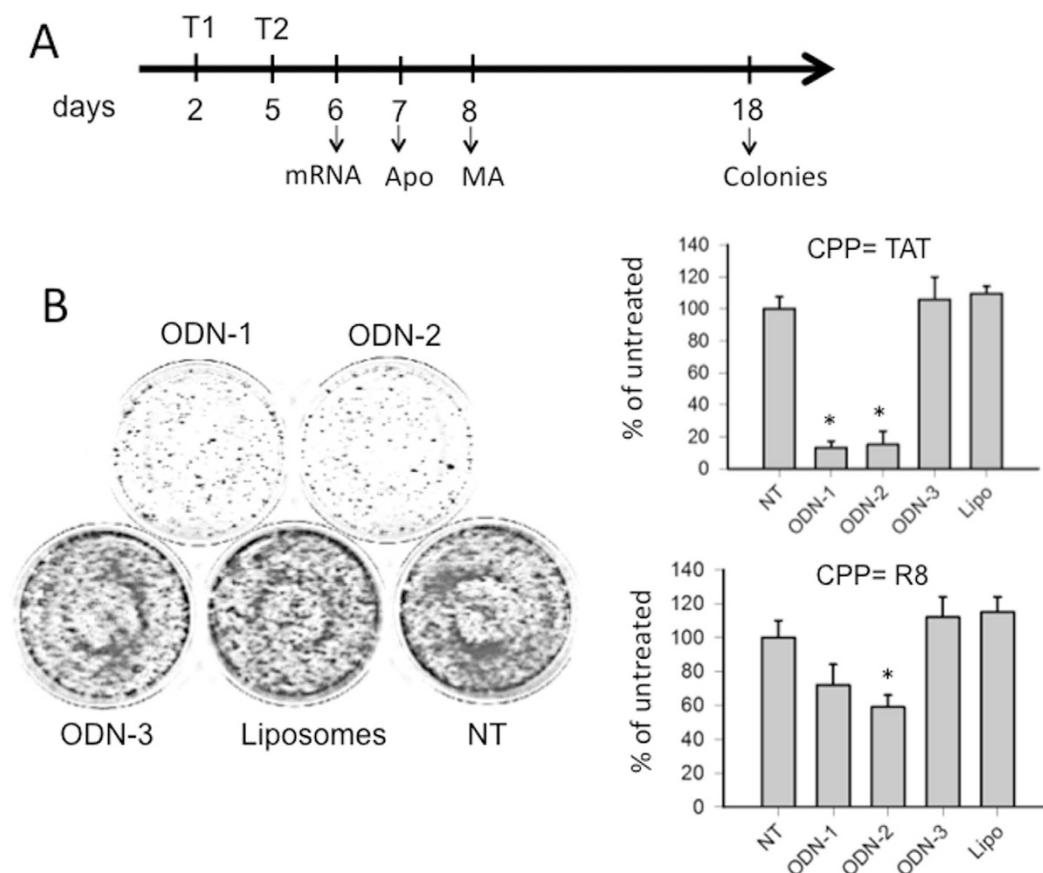 A
T1 T2
days 2 5 6 7 8 18
mRNA Apo MA Colonies
B
ODN-1 ODN-2
ODN-3 Liposomes NT
CPP= TAT
% of untreated
140
120
100
80
60
40
20
0
NT ODN-1 ODN-2 ODN-3 Lipo
* *
CPP= R8
% of untreated
140
120
100
80
60
40
20
0
NT ODN-1 ODN-2 ODN-3 Lipo
*